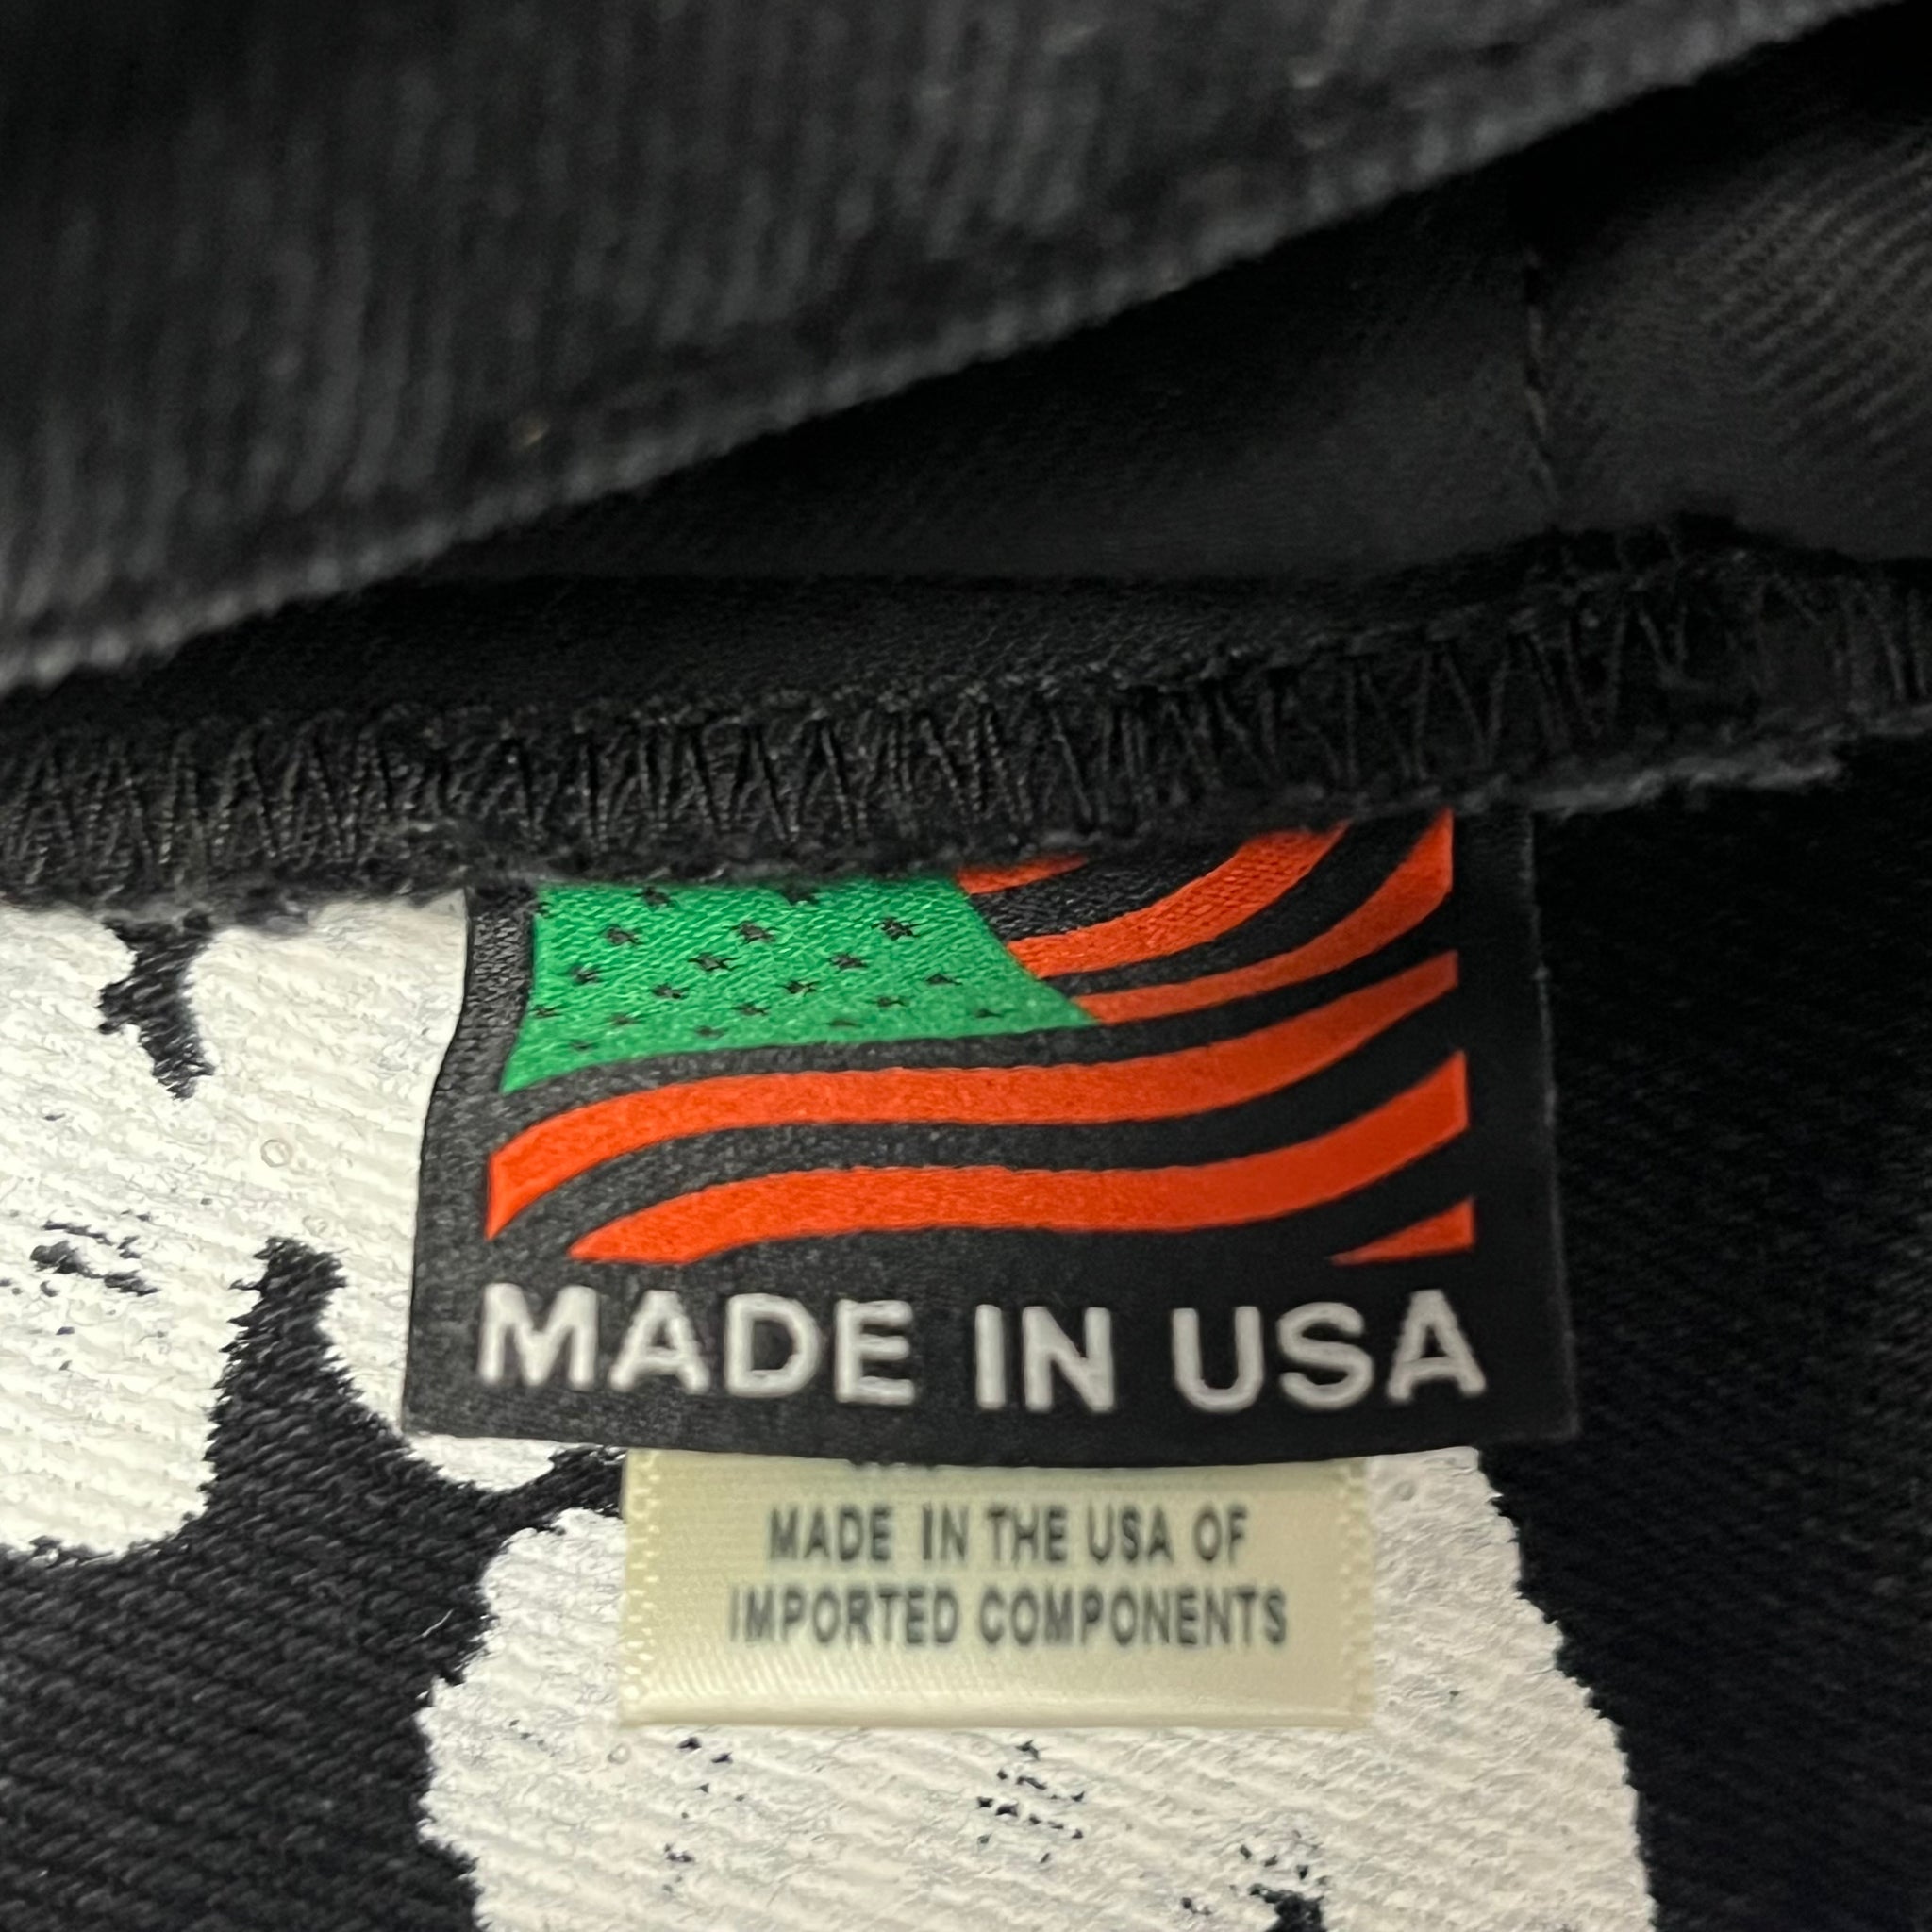 MADE IN USA
MADE IN THE USA OF
IMPORTED COMPONENTS